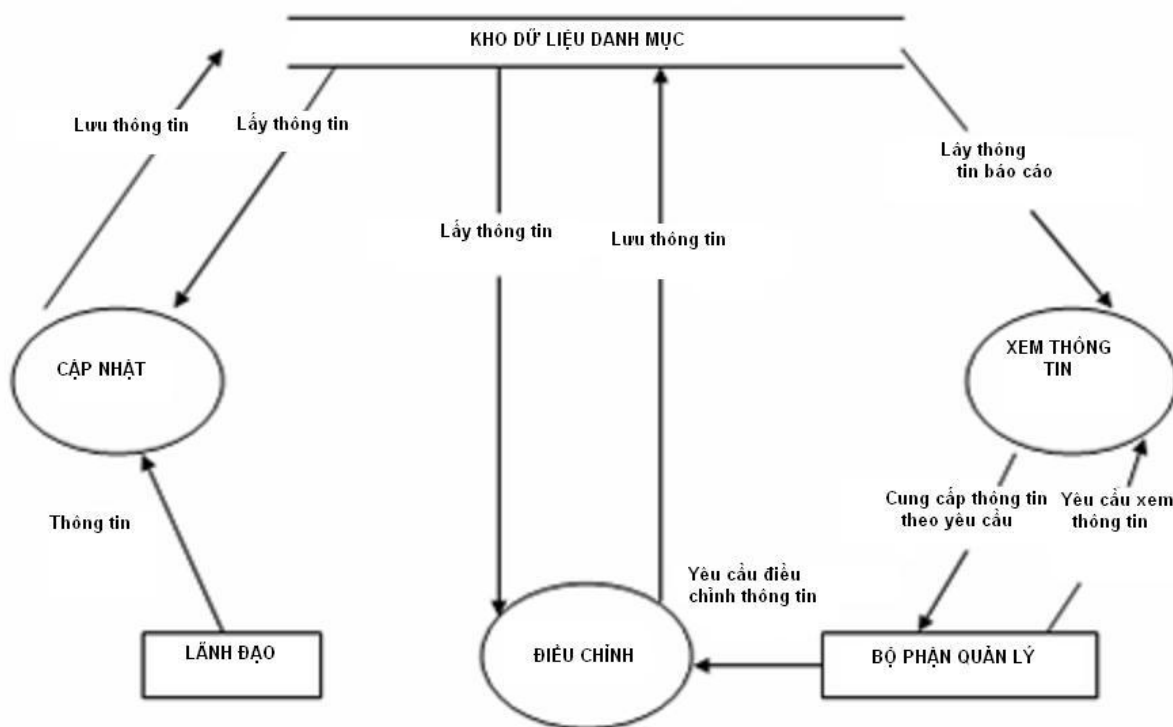 KHO DỮ LIỆU DANH MỤC
Lưu thông tin
Lấy thông tin
Lây thông
tin báo cáo
Lấy thông tin
Lưu thông tin
CẬP NHẬT
XEM THÔNG
TIN
Thông tin
Cung cấp thông tin
theo yêu cầu
Yêu cầu xem
thông tin
Yêu cầu điều
chỉnh thông tin
LÃNH ĐẠO
ĐIỀU CHỈNH
BỘ PHẬN QUẢN LÝ